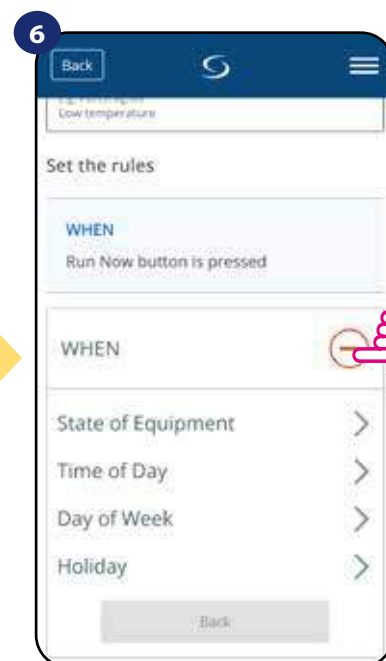 6
Back
Low temperature
Set the rules
WHEN
Run Now button is pressed
WHEN
State of Equipment
Time of Day
Day of Week
Holiday
Back